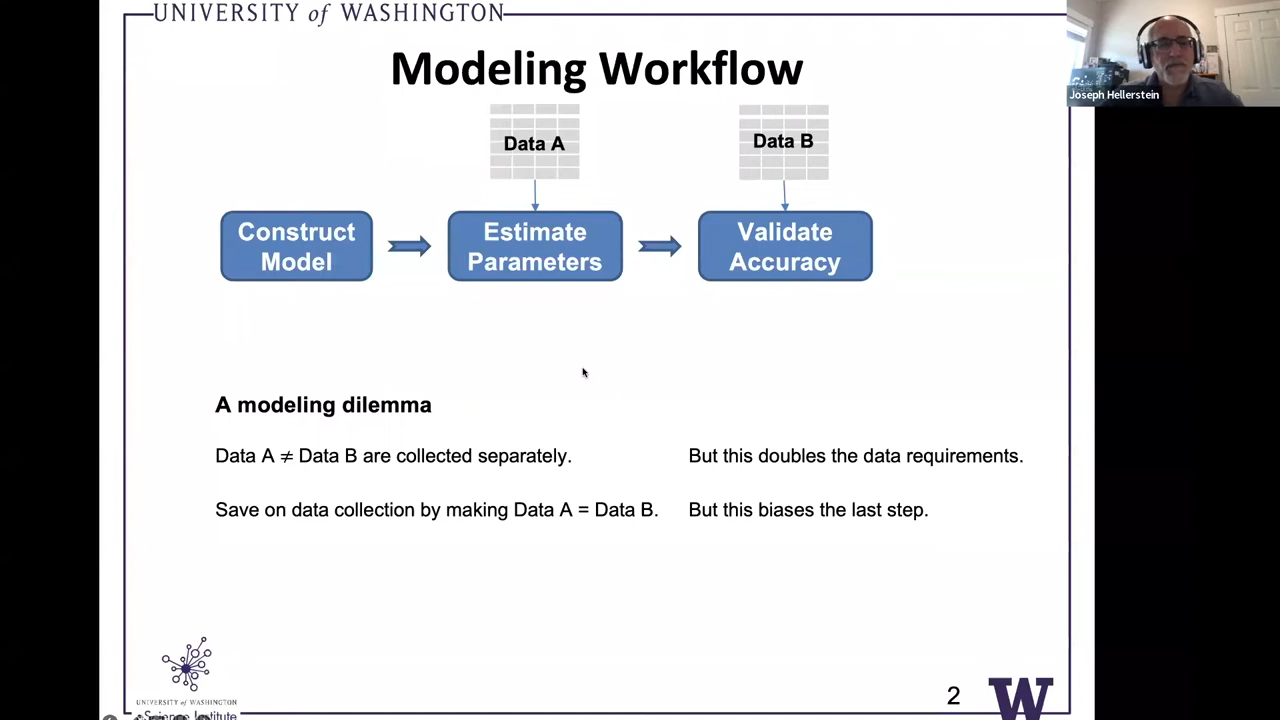 UNIVERSITY of WASHINGTON
Modeling Workflow
Joseph Hellerstein
Data A
Data B
Construct
Model
Estimate
Parameters
Validate
Accuracy
A modeling dilemma
Data A ≠ Data B are collected separately.
But this doubles the data requirements.
Save on data collection by making Data A = Data B.
But this biases the last step.
UNIVERSITY of WASHINGTON
eScience Institute
2
W